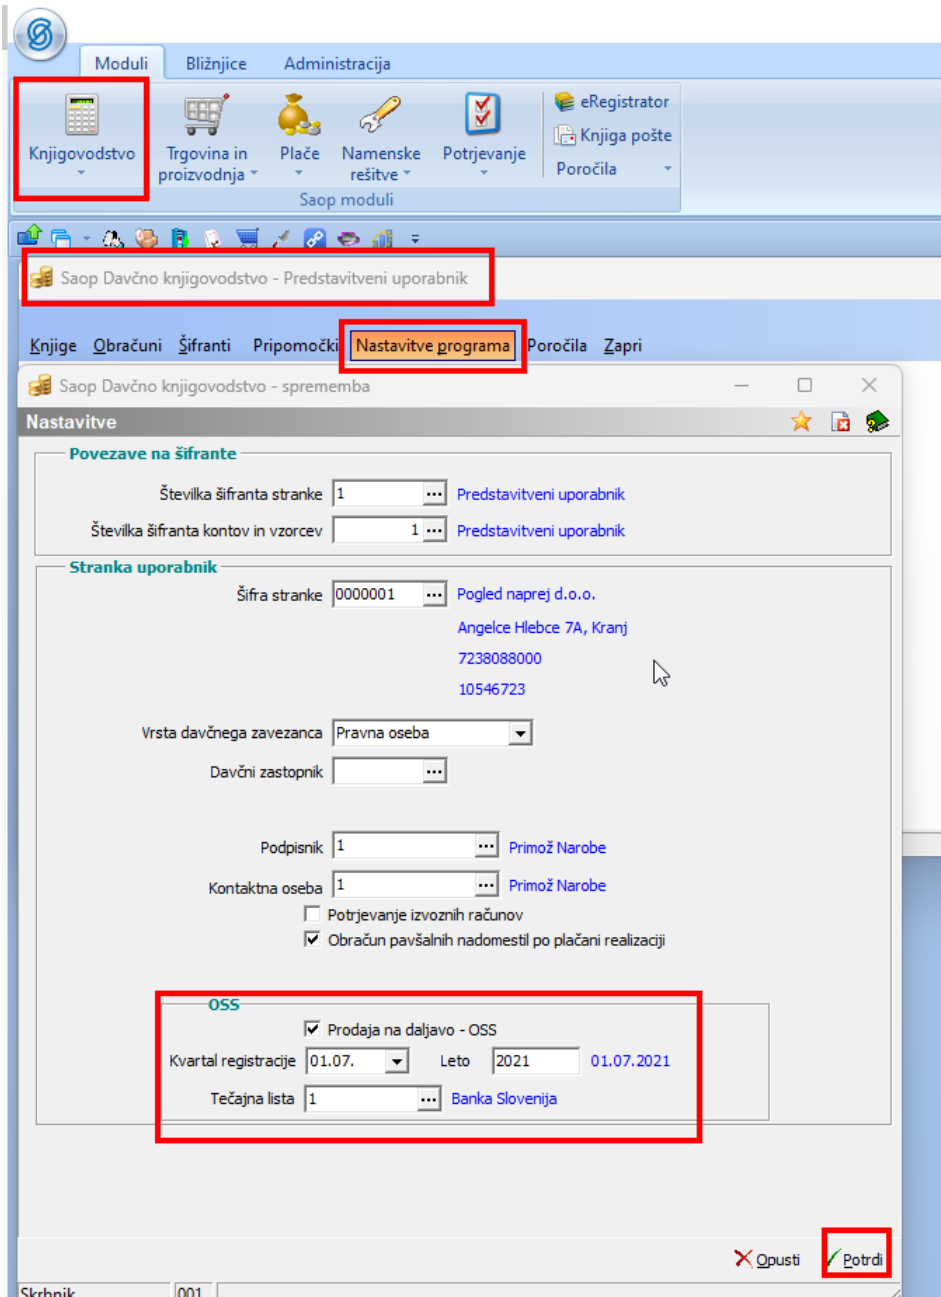 Moduli Bližnjice Administracija
Knjigovodstvo
Trgovina in
proizvodnja
Plače
Namenske
rešitve
Potrjevanje
eRegistrator
Knjiga pošte
Poročila
Saop moduli
Saop Davčno knjigovodstvo - Predstavitveni uporabnik
Knjige Obračuni Šifranti Pripomočki Nastavitve programa Poročila Zapri
Saop Davčno knjigovodstvo - sprememba
Nastavitve
Povezave na šifrante
Številka šifranta stranke 1 ... Predstavitveni uporabnik
Številka šifranta kontov in vzorcev 1 ... Predstavitveni uporabnik
Stranka uporabnik
Šifra stranke 0000001 ... Pogled naprej d.o.o.
Angelce Hlebce 7A, Kranj
7238088000
10546723
Vrsta davčnega zavezanca Pravna oseba
Davčni zastopnik ...
Podpisnik 1 ... Primož Narobe
Kontaktna oseba 1 ... Primož Narobe
Potrjevanje izvoznih računov
Obračun pavšalnih nadomestil po plačani realizaciji
OSS
Prodaja na daljavo - OSS
Kvartal registracije 01.07. Leto 2021 01.07.2021
Tečajna lista 1 ... Banka Slovenija
Opusti Potrdi
Skrbnik 001